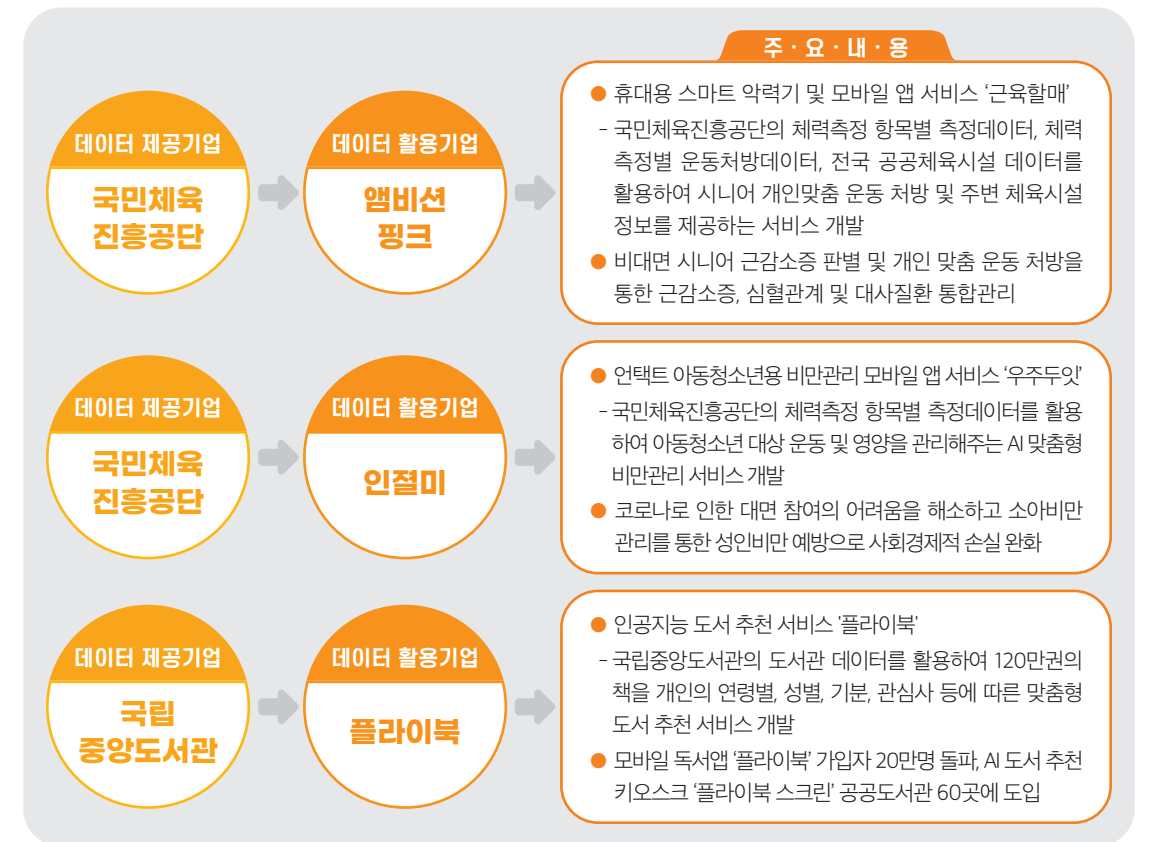 주·요·내·용
데이터 제공기업
국민체육
진흥공단
데이터 활용기업
앰비션
핑크
● 휴대용 스마트 악력기 및 모바일 앱 서비스 ‘근육할매’
- 국민체육진흥공단의 체력측정 항목별 측정데이터, 체력
측정별 운동처방데이터, 전국 공공체육시설 데이터를
활용하여 시니어 개인맞춤 운동 처방 및 주변 체육시설
정보를 제공하는 서비스 개발
● 비대면 시니어 근감소증 판별 및 개인 맞춤 운동 처방을
통한 근감소증, 심혈관계 및 대사질환 통합관리
데이터 제공기업
국민체육
진흥공단
데이터 활용기업
인졀미
● 언택트 아동청소년용 비만관리 모바일 앱 서비스 ‘우주두잇’
- 국민체육진흥공단의 체력측정 항목별 측정데이터를 활용
하여 아동청소년 대상 운동 및 영양을 관리해주는 AI 맞춤형
비만관리 서비스 개발
● 코로나로 인한 대면 참여의 어려움을 해소하고 소아비만
관리를 통한 성인비만 예방으로 사회경제적 손실 완화
데이터 제공기업
국립
중앙도서관
데이터 활용기업
플라이북
● 인공지능 도서 추천 서비스 '플라이북'
- 국립중앙도서관의 도서관 데이터를 활용하여 120만권의
책을 개인의 연령별, 성별, 기분, 관심사 등에 따른 맞춤형
도서 추천 서비스 개발
● 모바일 독서앱 ‘플라이북’ 가입자 20만명 돌파, AI 도서 추천
키오스크 ‘플라이북 스크린’ 공공도서관 60곳에 도입